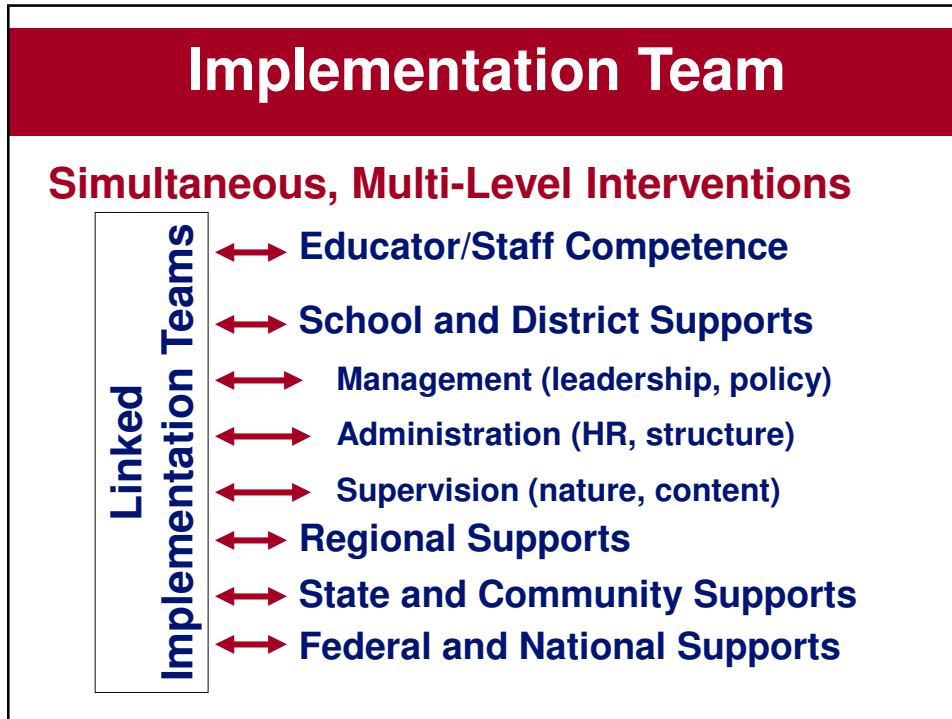 Implementation Team
Simultaneous, Multi-Level Interventions
Linked
Implementation Teams
Educator/Staff Competence
School and District Supports
Management (leadership, policy)
Administration (HR, structure)
Supervision (nature, content)
Regional Supports
State and Community Supports
Federal and National Supports